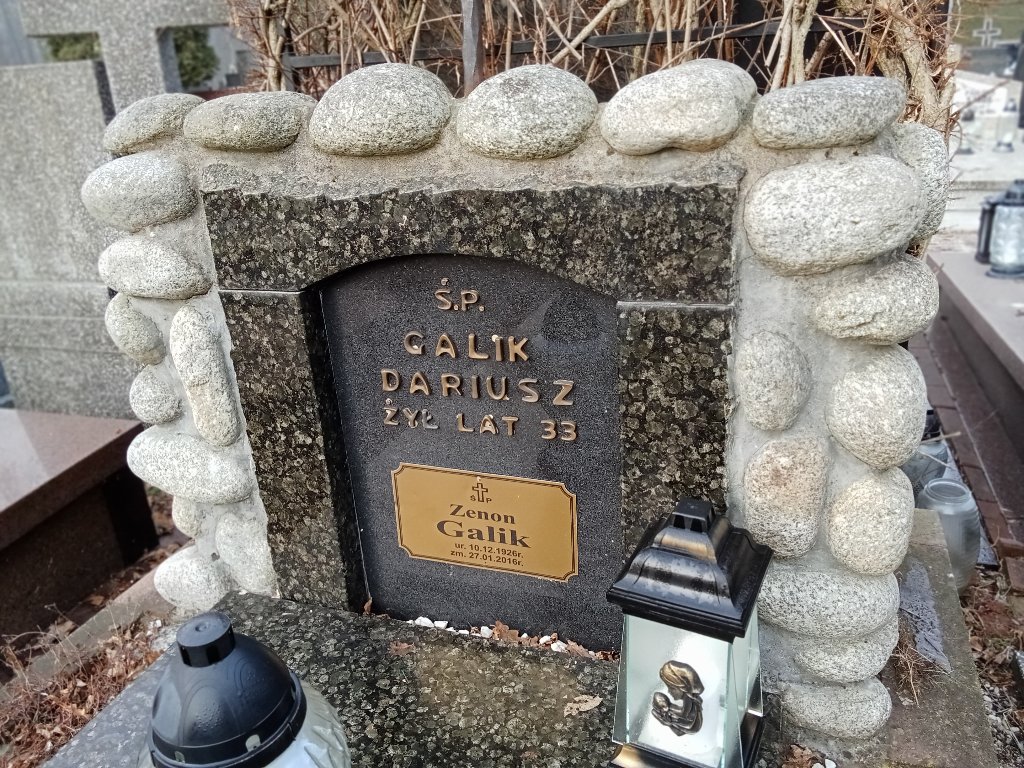 Ś.P.
GALIK
DARIUSZ
ŻYŁ LAT 33
Ś P
Zenon
Galik
ur. 10.12.1926r.
zm. 27.01.2016r.